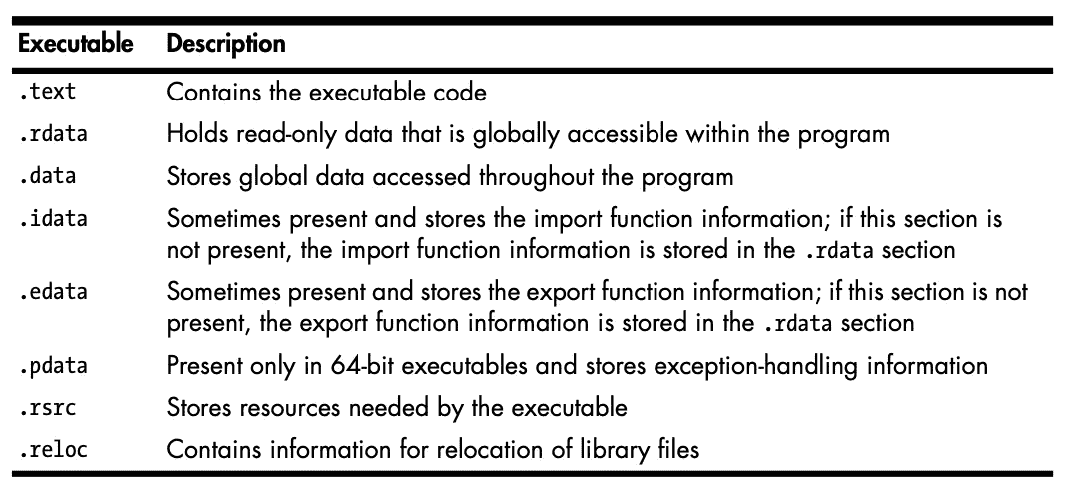 Executable Description
.text Contains the executable code
.rdata Holds read-only data that is globally accessible within the program
.data Stores global data accessed throughout the program
.idata Sometimes present and stores the import function information; if this section is
not present, the import function information is stored in the .rdata section
.edata Sometimes present and stores the export function information; if this section is not
present, the export function information is stored in the .rdata section
.pdata Present only in 64-bit executables and stores exception-handling information
.rsrc Stores resources needed by the executable
.reloc Contains information for relocation of library files